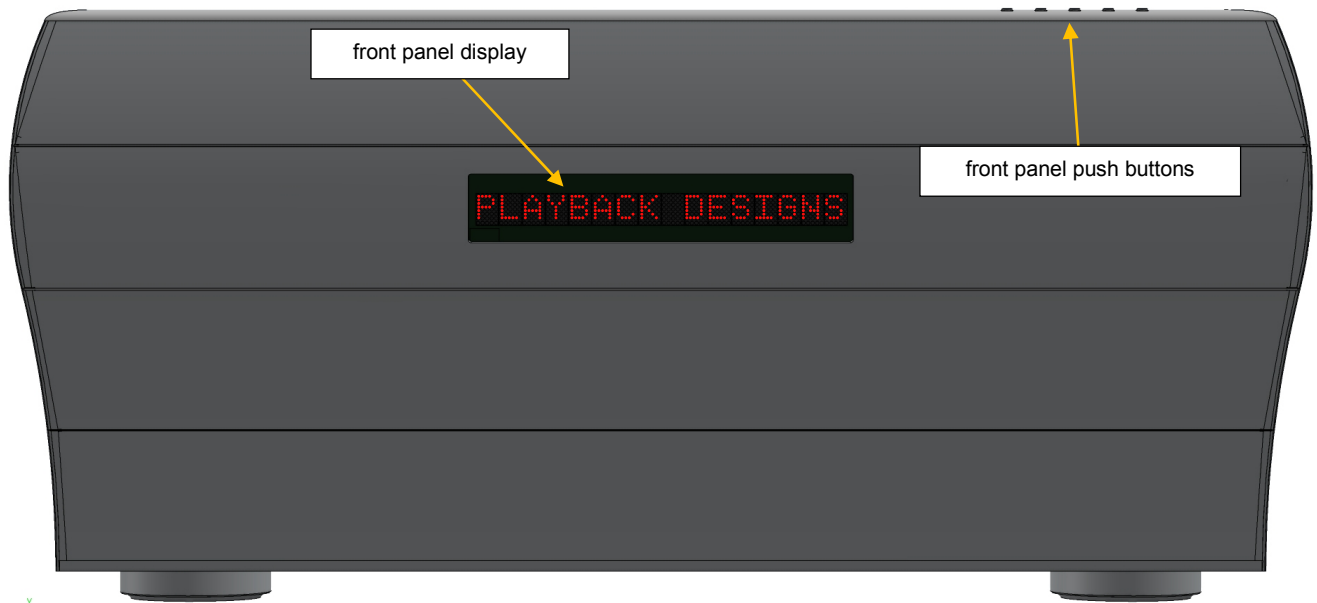 front panel display
front panel push buttons
PLAYBACK DESIGNS
v